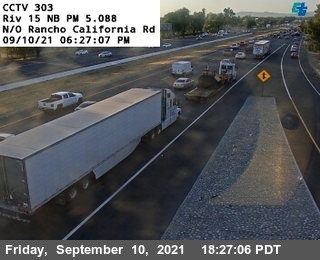 CCTV 303
Riv 15 NB PM 5.088
N/O Rancho California Rd
09/10/21 06:27:07 PM
Friday, September 10, 2021 18:27:06 PDT